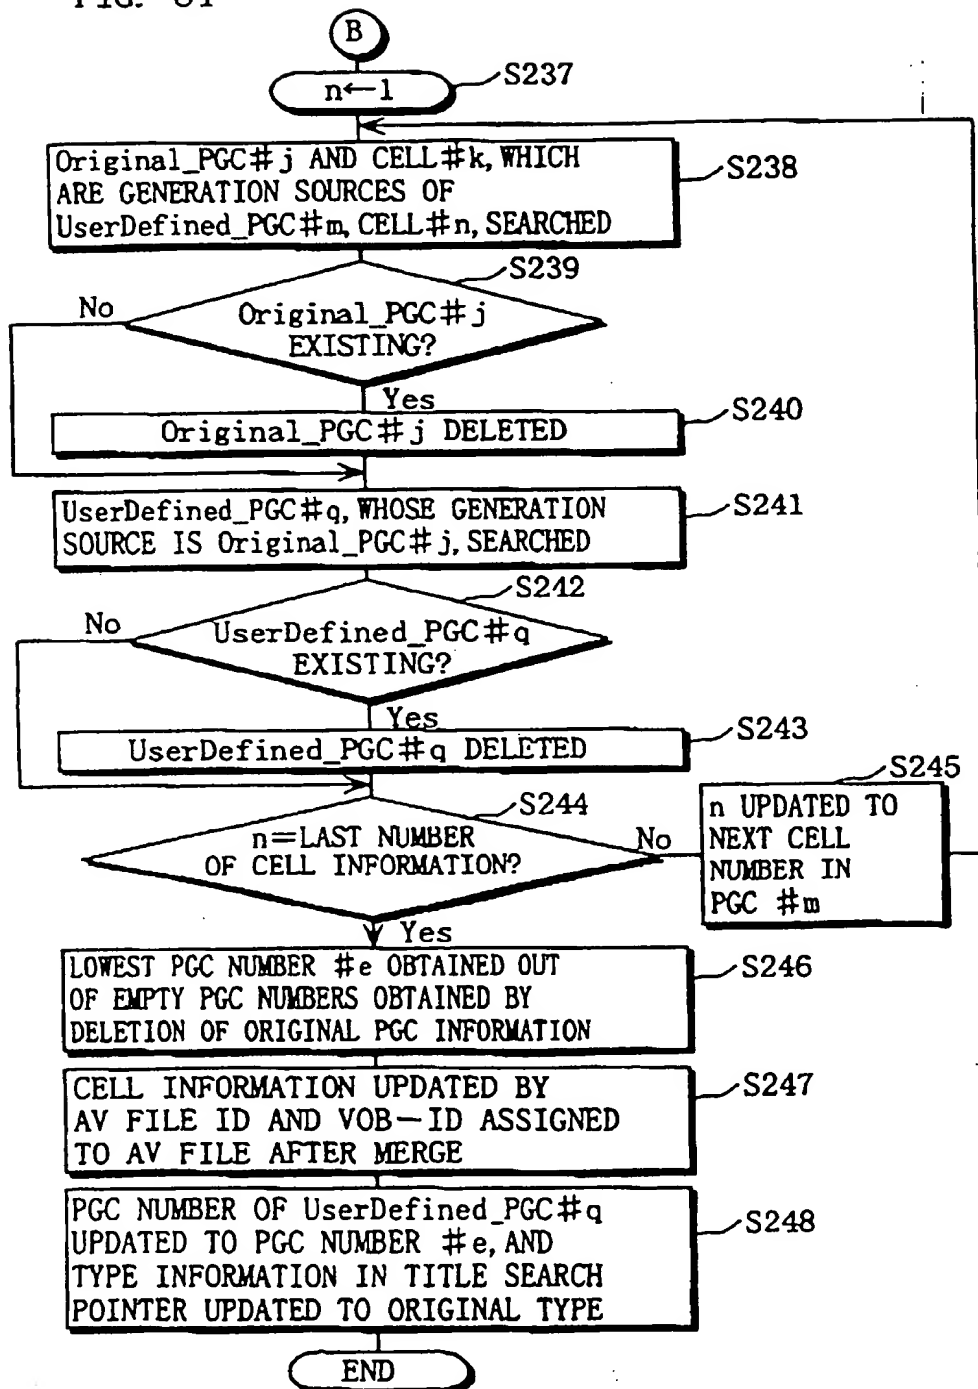 FIG. 81
B
n←1
S237
Original_PGC#j AND CELL#k, WHICH
ARE GENERATION SOURCES OF
UserDefined_PGC#m, CELL#n, SEARCHED
S238
S239
No
Original_PGC#j
EXISTING?
Yes
Original_PGC#j DELETED
S240
UserDefined_PGC#q, WHOSE GENERATION
SOURCE IS Original_PGC#j, SEARCHED
S241
S242
No
UserDefined_PGC#q
EXISTING?
Yes
UserDefined_PGC#q DELETED
S243
S244
n=LAST NUMBER
OF CELL INFORMATION?
No
S245
n UPDATED TO
NEXT CELL
NUMBER IN
PGC #m
Yes
LOWEST PGC NUMBER #e OBTAINED OUT
OF EMPTY PGC NUMBERS OBTAINED BY
DELETION OF ORIGINAL PGC INFORMATION
S246
CELL INFORMATION UPDATED BY
AV FILE ID AND VOB-ID ASSIGNED
TO AV FILE AFTER MERGE
S247
PGC NUMBER OF UserDefined_PGC#q
UPDATED TO PGC NUMBER #e, AND
TYPE INFORMATION IN TITLE SEARCH
POINTER UPDATED TO ORIGINAL TYPE
S248
END